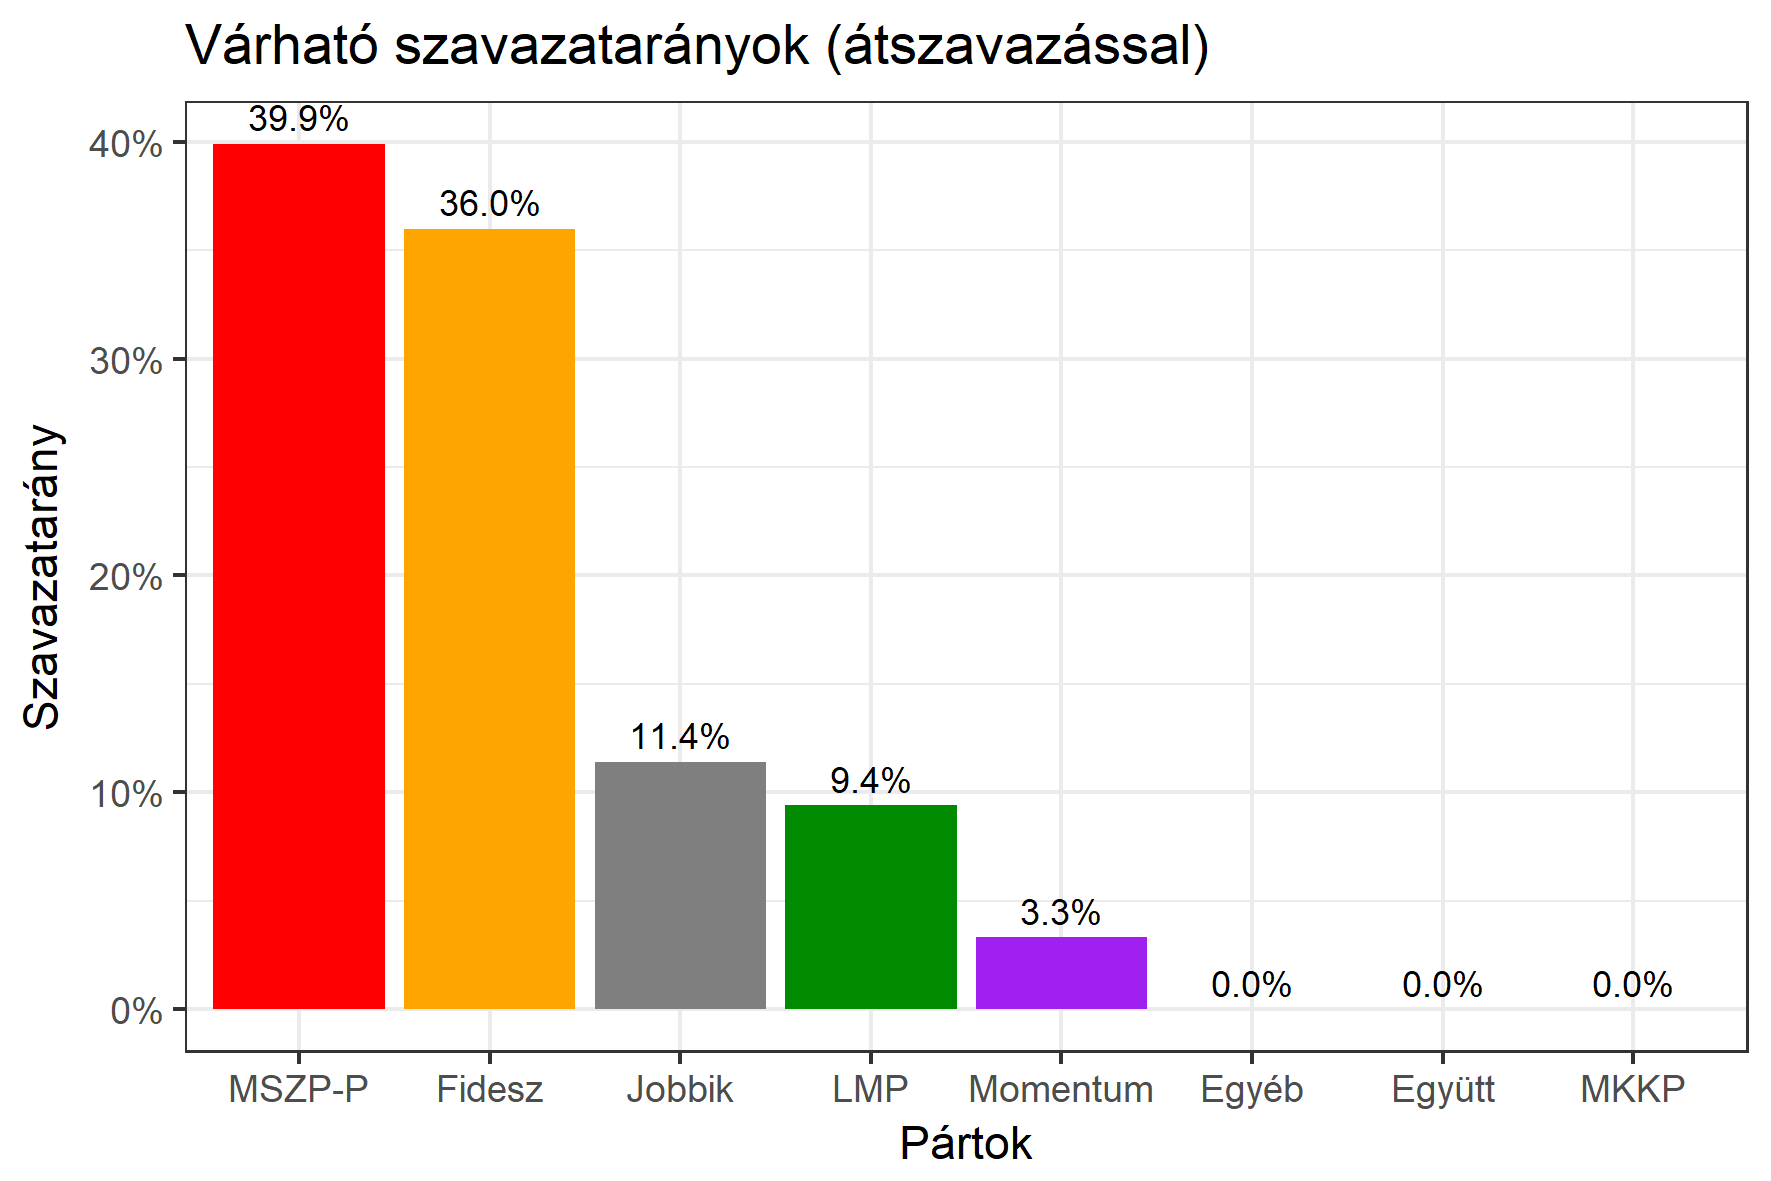 Várható szavazatarányok (átszavazással)
Szavazatarány
40%
30%
20%
10%
0%
39.9%
36.0%
11.4%
9.4%
3.3%
0.0%
0.0%
0.0%
MSZP-P
Fidesz
Jobbik
LMP
Momentum
Egyéb
Együtt
MKKP
Pártok